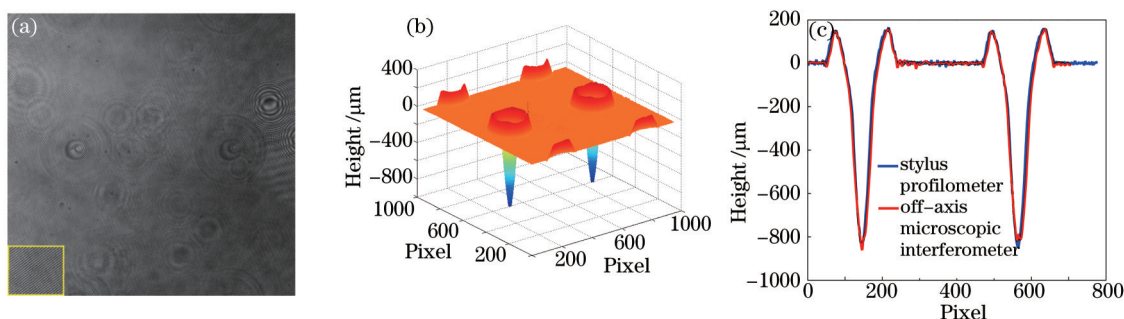 (a)
(b)
400
0
−400
−800
Height /μm
1000
600
200
Pixel
200
600
1000
Pixel
(c)
200
0
−200
−400
−600
−800
−1000
Height /μm
stylus
profilometer
off−axis
microscopic
interferometer
0
200
400
600
800
Pixel